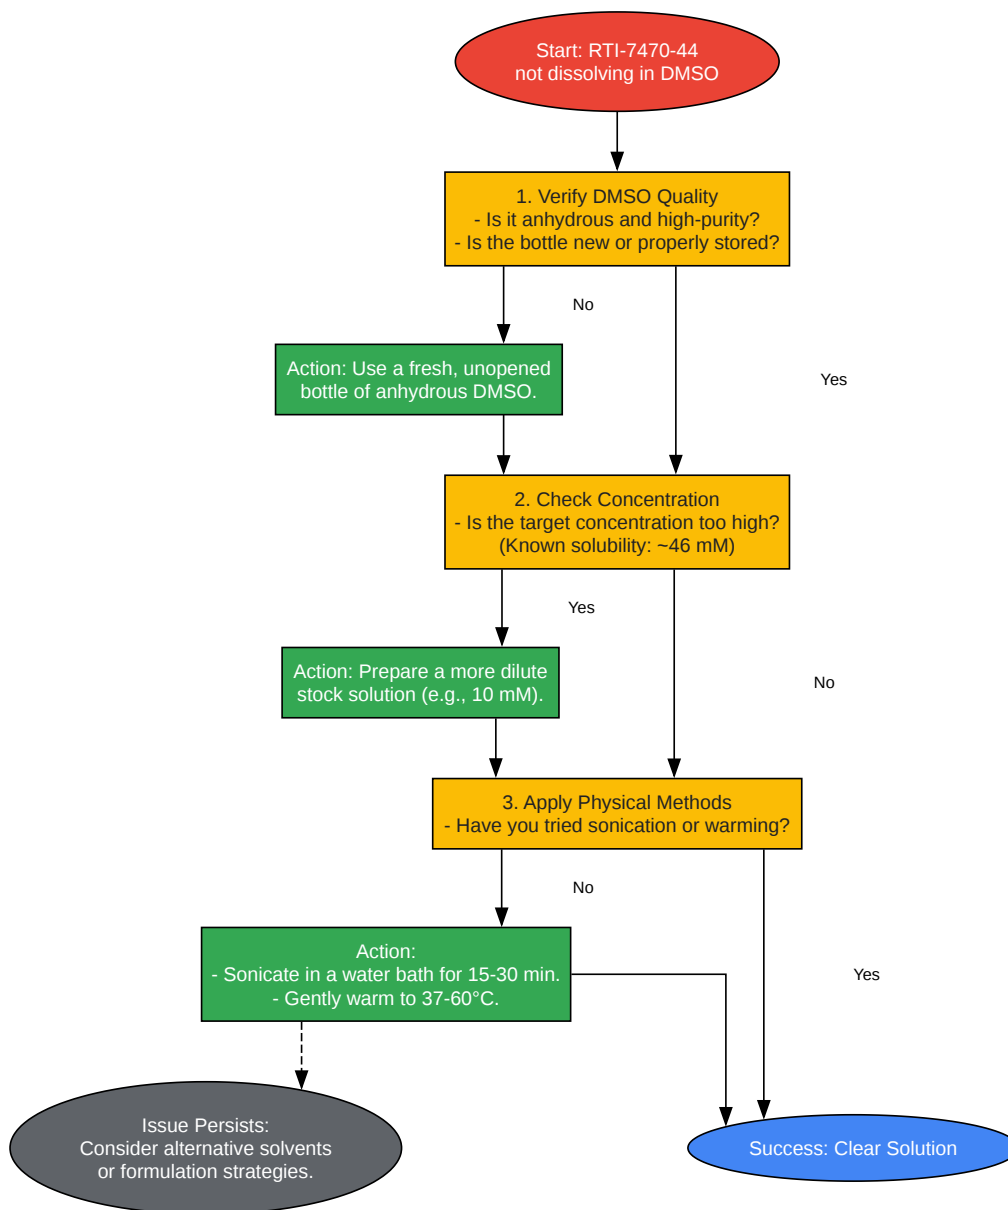 Start: RTI-7470-44
not dissolving in DMSO
1. Verify DMSO Quality
- Is it anhydrous and high-purity?
- Is the bottle new or properly stored?
No
Yes
Action: Use a fresh, unopened
bottle of anhydrous DMSO.
2. Check Concentration
- Is the target concentration too high?
(Known solubility: ~46 mM)
Yes
No
Action: Prepare a more dilute
stock solution (e.g., 10 mM).
3. Apply Physical Methods
- Have you tried sonication or warming?
No
Yes
Action:
- Sonicate in a water bath for 15-30 min.
- Gently warm to 37-60°C.
Issue Persists:
Consider alternative solvents
or formulation strategies.
Success: Clear Solution